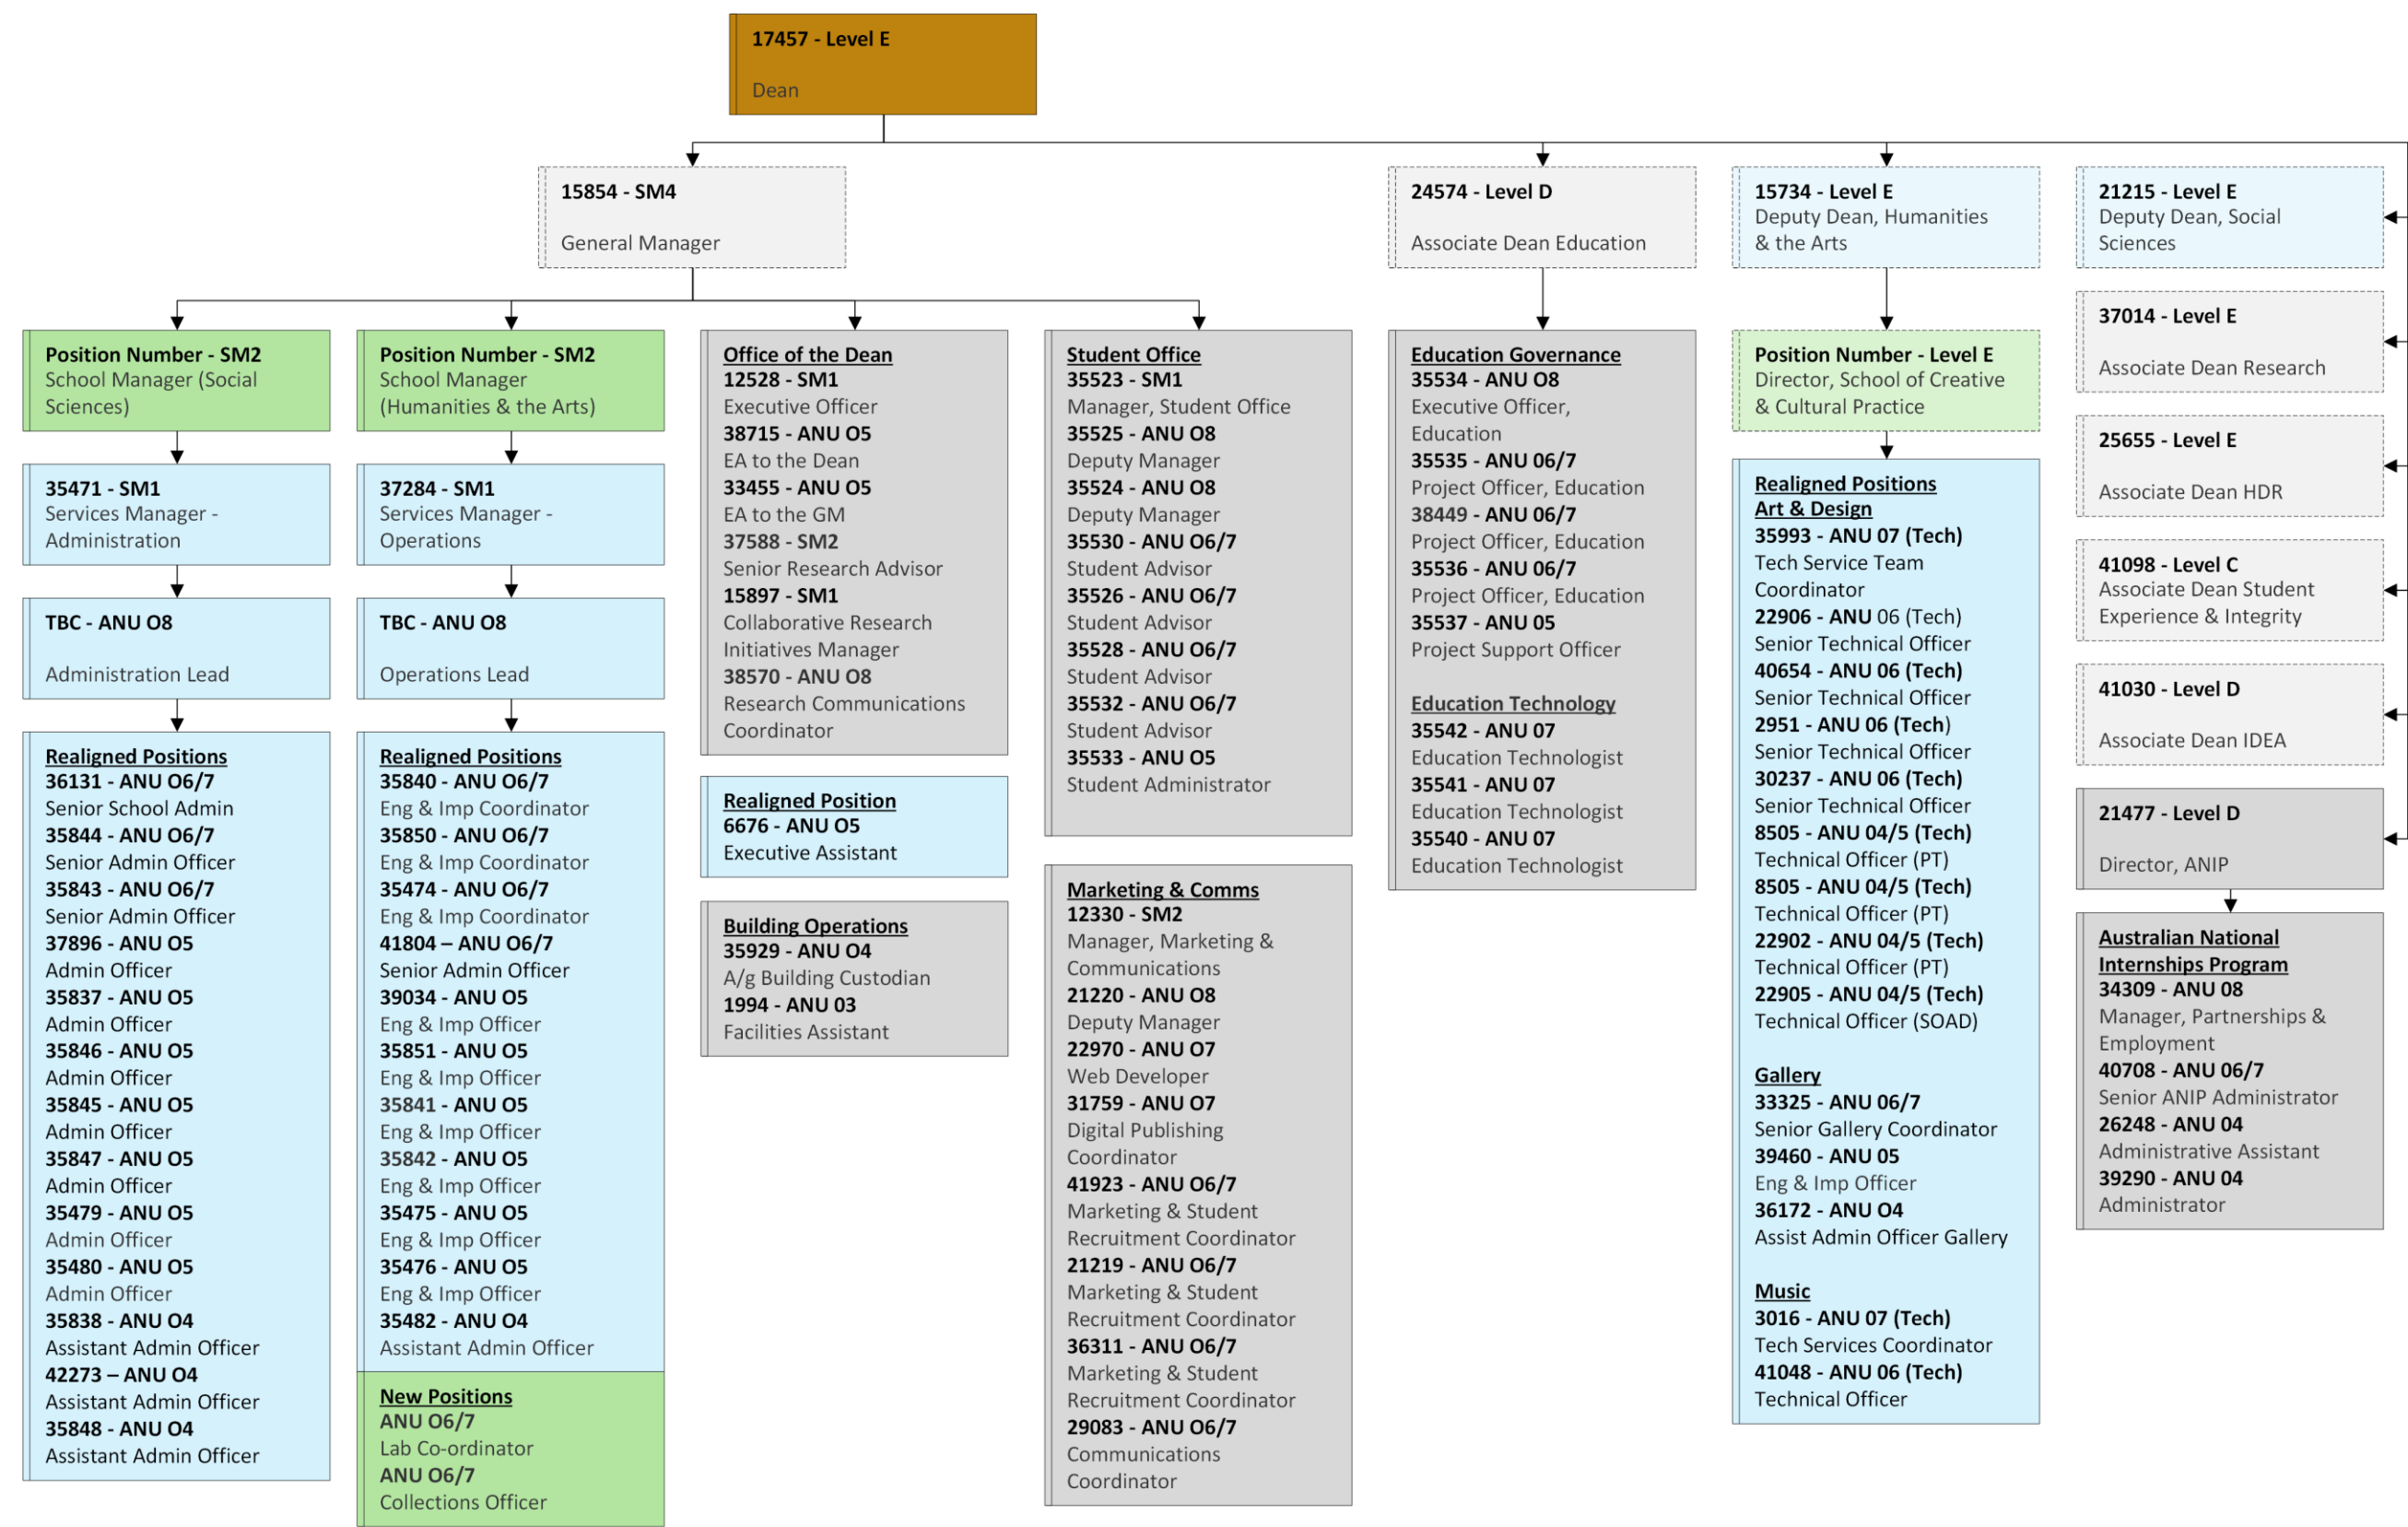 17457 - Level E
Dean
15854 - SM4
General Manager
24574 - Level D
Associate Dean Education
15734 - Level E
Deputy Dean, Humanities
& the Arts
21215 - Level E
Deputy Dean, Social
Sciences
37014 - Level E
Associate Dean Research
25655 - Level E
Associate Dean HDR
41098 - Level C
Associate Dean Student
Experience & Integrity
41030 - Level D
Associate Dean IDEA
21477 - Level D
Director, ANIP
Australian National
Internships Program
34309 - ANU 08
Manager, Partnerships &
Employment
40708 - ANU 06/7
Senior ANIP Administrator
26248 - ANU 04
Administrative Assistant
39290 - ANU 04
Administrator
Position Number - SM2
School Manager (Social
Sciences)
35471 - SM1
Services Manager -
Administration
TBC - ANU O8
Administration Lead
Realigned Positions
36131 - ANU O6/7
Senior School Admin
35844 - ANU O6/7
Senior Admin Officer
35843 - ANU O6/7
Senior Admin Officer
37896 - ANU O5
Admin Officer
35837 - ANU O5
Admin Officer
35846 - ANU O5
Admin Officer
35845 - ANU O5
Admin Officer
35847 - ANU O5
Admin Officer
35479 - ANU O5
Admin Officer
35480 - ANU O5
Admin Officer
35838 - ANU O4
Assistant Admin Officer
42273 – ANU O4
Assistant Admin Officer
35848 - ANU O4
Assistant Admin Officer
Position Number - SM2
School Manager
(Humanities & the Arts)
37284 - SM1
Services Manager -
Operations
TBC - ANU O8
Operations Lead
Realigned Positions
35840 - ANU O6/7
Eng & Imp Coordinator
35850 - ANU O6/7
Eng & Imp Coordinator
35474 - ANU O6/7
Eng & Imp Coordinator
41804 – ANU O6/7
Senior Admin Officer
39034 - ANU O5
Eng & Imp Officer
35851 - ANU O5
Eng & Imp Officer
35841 - ANU O5
Eng & Imp Officer
35842 - ANU O5
Eng & Imp Officer
35475 - ANU O5
Eng & Imp Officer
35476 - ANU O5
Eng & Imp Officer
35482 - ANU O4
Assistant Admin Officer
New Positions
ANU O6/7
Lab Co-ordinator
ANU O6/7
Collections Officer
Office of the Dean
12528 - SM1
Executive Officer
38715 - ANU O5
EA to the Dean
33455 - ANU O5
EA to the GM
37588 - SM2
Senior Research Advisor
15897 - SM1
Collaborative Research
Initiatives Manager
38570 - ANU O8
Research Communications
Coordinator
Realigned Position
6676 - ANU O5
Executive Assistant
Building Operations
35929 - ANU O4
A/g Building Custodian
1994 - ANU 03
Facilities Assistant
Student Office
35523 - SM1
Manager, Student Office
35525 - ANU O8
Deputy Manager
35524 - ANU O8
Deputy Manager
35530 - ANU O6/7
Student Advisor
35526 - ANU O6/7
Student Advisor
35528 - ANU O6/7
Student Advisor
35532 - ANU O6/7
Student Advisor
35533 - ANU O5
Student Administrator
Marketing & Comms
12330 - SM2
Manager, Marketing &
Communications
21220 - ANU O8
Deputy Manager
22970 - ANU O7
Web Developer
31759 - ANU O7
Digital Publishing
Coordinator
41923 - ANU O6/7
Marketing & Student
Recruitment Coordinator
21219 - ANU O6/7
Marketing & Student
Recruitment Coordinator
36311 - ANU O6/7
Marketing & Student
Recruitment Coordinator
29083 - ANU O6/7
Communications
Coordinator
Education Governance
35534 - ANU O8
Executive Officer,
Education
35535 - ANU 06/7
Project Officer, Education
38449 - ANU 06/7
Project Officer, Education
35536 - ANU 06/7
Project Officer, Education
35537 - ANU 05
Project Support Officer
Education Technology
35542 - ANU 07
Education Technologist
35541 - ANU 07
Education Technologist
35540 - ANU 07
Education Technologist
Position Number - Level E
Director, School of Creative
& Cultural Practice
Realigned Positions
Art & Design
35993 - ANU 07 (Tech)
Tech Service Team
Coordinator
22906 - ANU 06 (Tech)
Senior Technical Officer
40654 - ANU 06 (Tech)
Senior Technical Officer
2951 - ANU 06 (Tech)
Senior Technical Officer
30237 - ANU 06 (Tech)
Senior Technical Officer
8505 - ANU 04/5 (Tech)
Technical Officer (PT)
8505 - ANU 04/5 (Tech)
Technical Officer (PT)
22902 - ANU 04/5 (Tech)
Technical Officer (PT)
22905 - ANU 04/5 (Tech)
Technical Officer (SOAD)
Gallery
33325 - ANU 06/7
Senior Gallery Coordinator
39460 - ANU 05
Eng & Imp Officer
36172 - ANU O4
Assist Admin Officer Gallery
Music
3016 - ANU 07 (Tech)
Tech Services Coordinator
41048 - ANU 06 (Tech)
Technical Officer